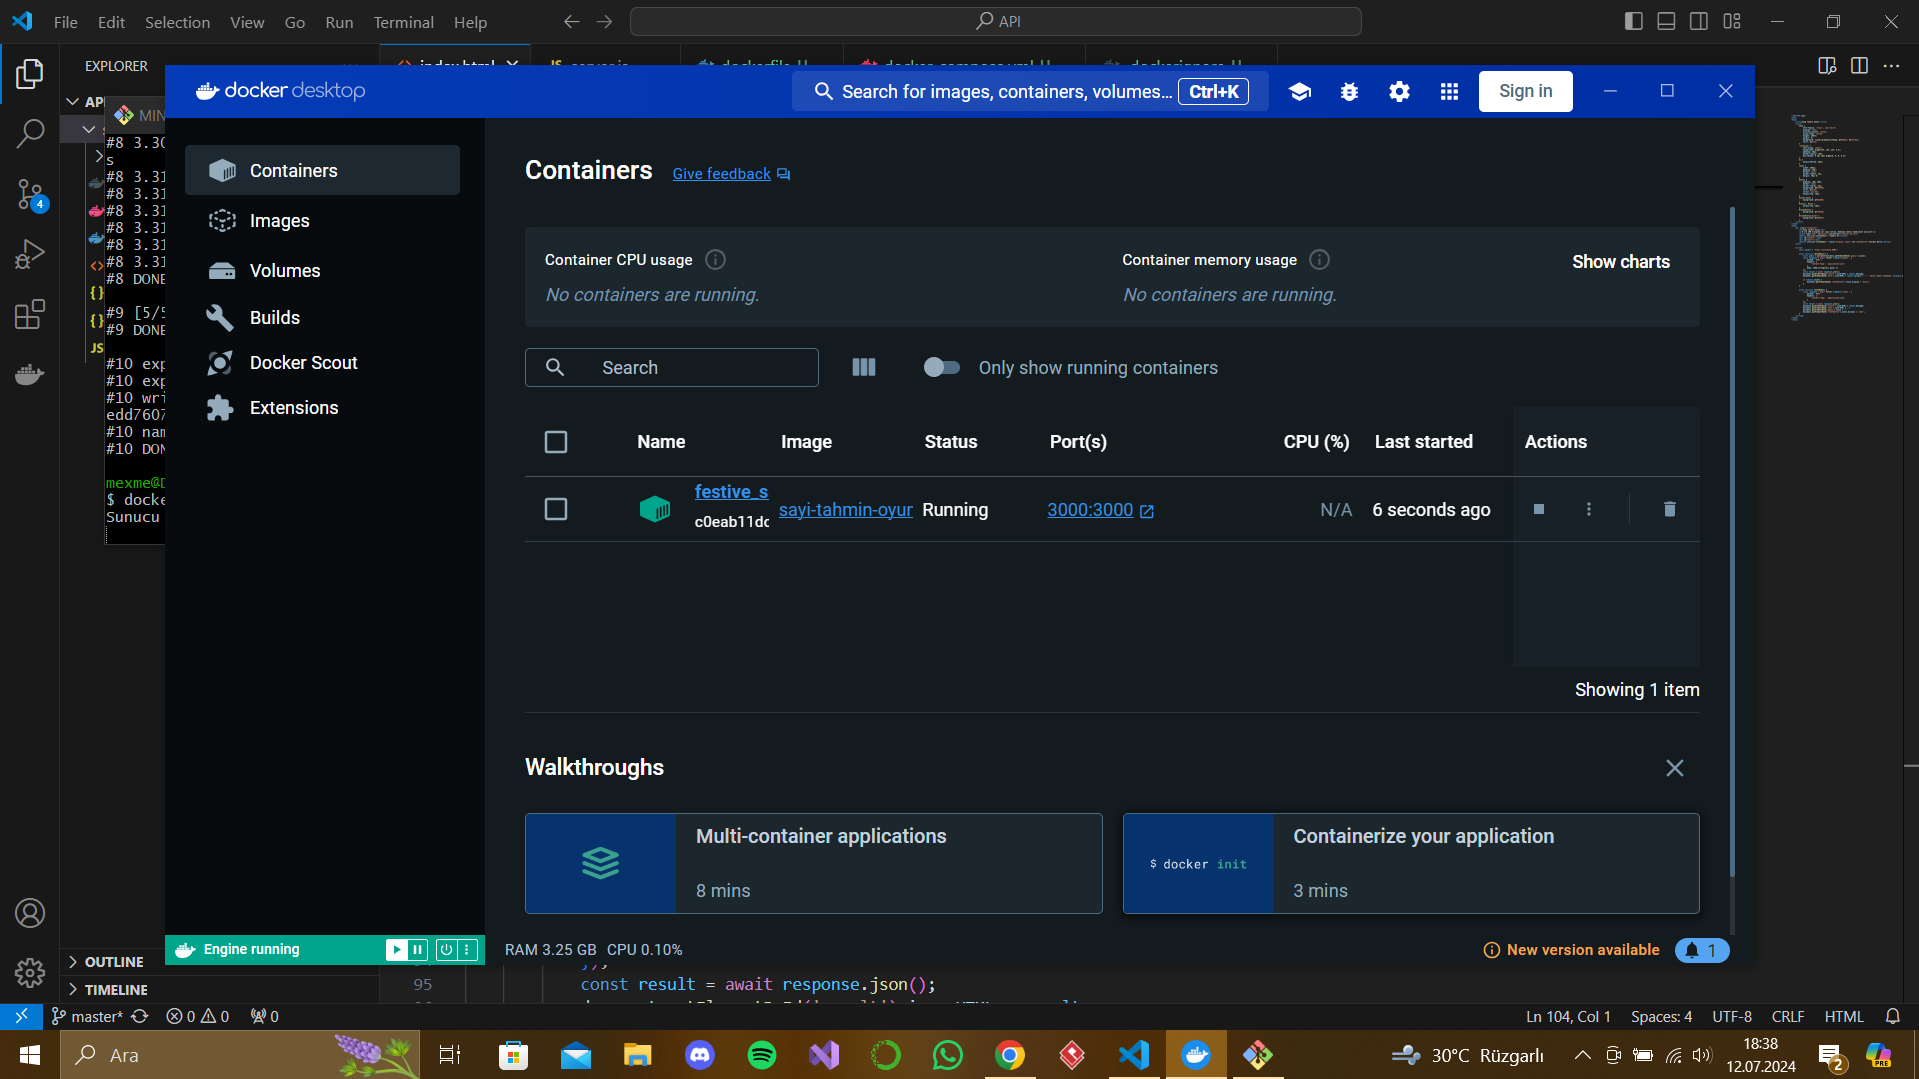 File Edit Selection View Go Run Terminal Help
API
EXPLORER
docker desktop
Search for images, containers, volumes... Ctrl+K
Sign in
MIN
#8 3.30
s
#8 3.31
#8 3.31
#8 3.31
#8 3.31
#8 3.31
#8 3.31
#8 DONE
#9 [5/5
#9 DONE
#10 exp
#10 exp
#10 wri
edd7607
#10 nam
#10 DON
mexme@D
$ docke
Sunucu
4
Containers
Images
Volumes
Builds
Docker Scout
Extensions
Containers Give feedback
Container CPU usage
No containers are running.
Container memory usage
No containers are running.
Show charts
Search
Only show running containers
Name Image Status Port(s) CPU (%) Last started Actions
festive_s
c0eab11dc
sayi-tahmin-oyur Running 3000:3000 N/A 6 seconds ago
Showing 1 item
Walkthroughs
Multi-container applications
8 mins
$ docker init
Containerize your application
3 mins
Engine running
RAM 3.25 GB CPU 0.10%
New version available
1
OUTLINE
TIMELINE
95 const result = await response.json();
master* 0 0 0
Ln 104, Col 1 Spaces: 4 UTF-8 CRLF HTML
Ara
30°C Rüzgarlı
18:38
12.07.2024
2
PRE